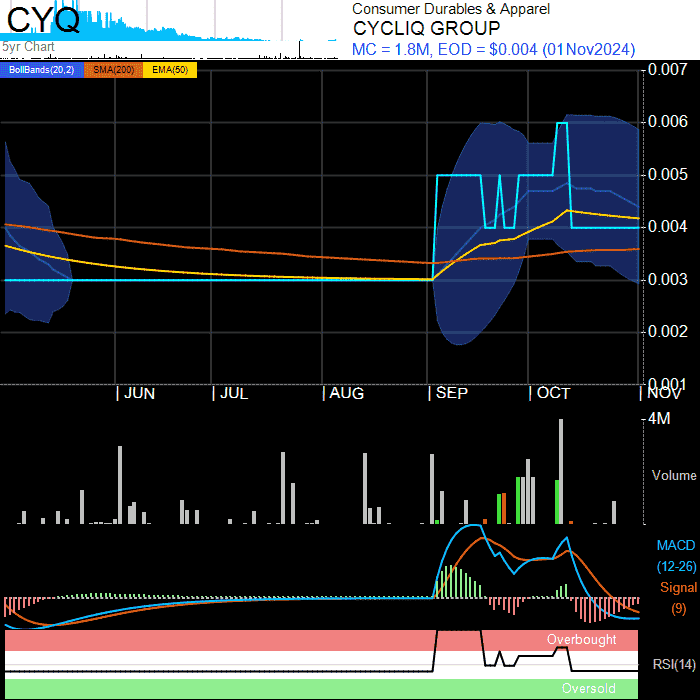 CYQ
Consumer Durables & Apparel
CYCLIQ GROUP
5yr Chart
MC = 1.8M, EOD = $0.004 (01Nov2024)
BollBands(20,2) SMA(200) EMA(50)
0.007
0.006
0.005
0.004
0.003
0.002
0.001
JUN JUL AUG SEP OCT NOV
4M
Volume
MACD
(12-26)
Signal
(9)
Overbought
RSI(14)
Oversold